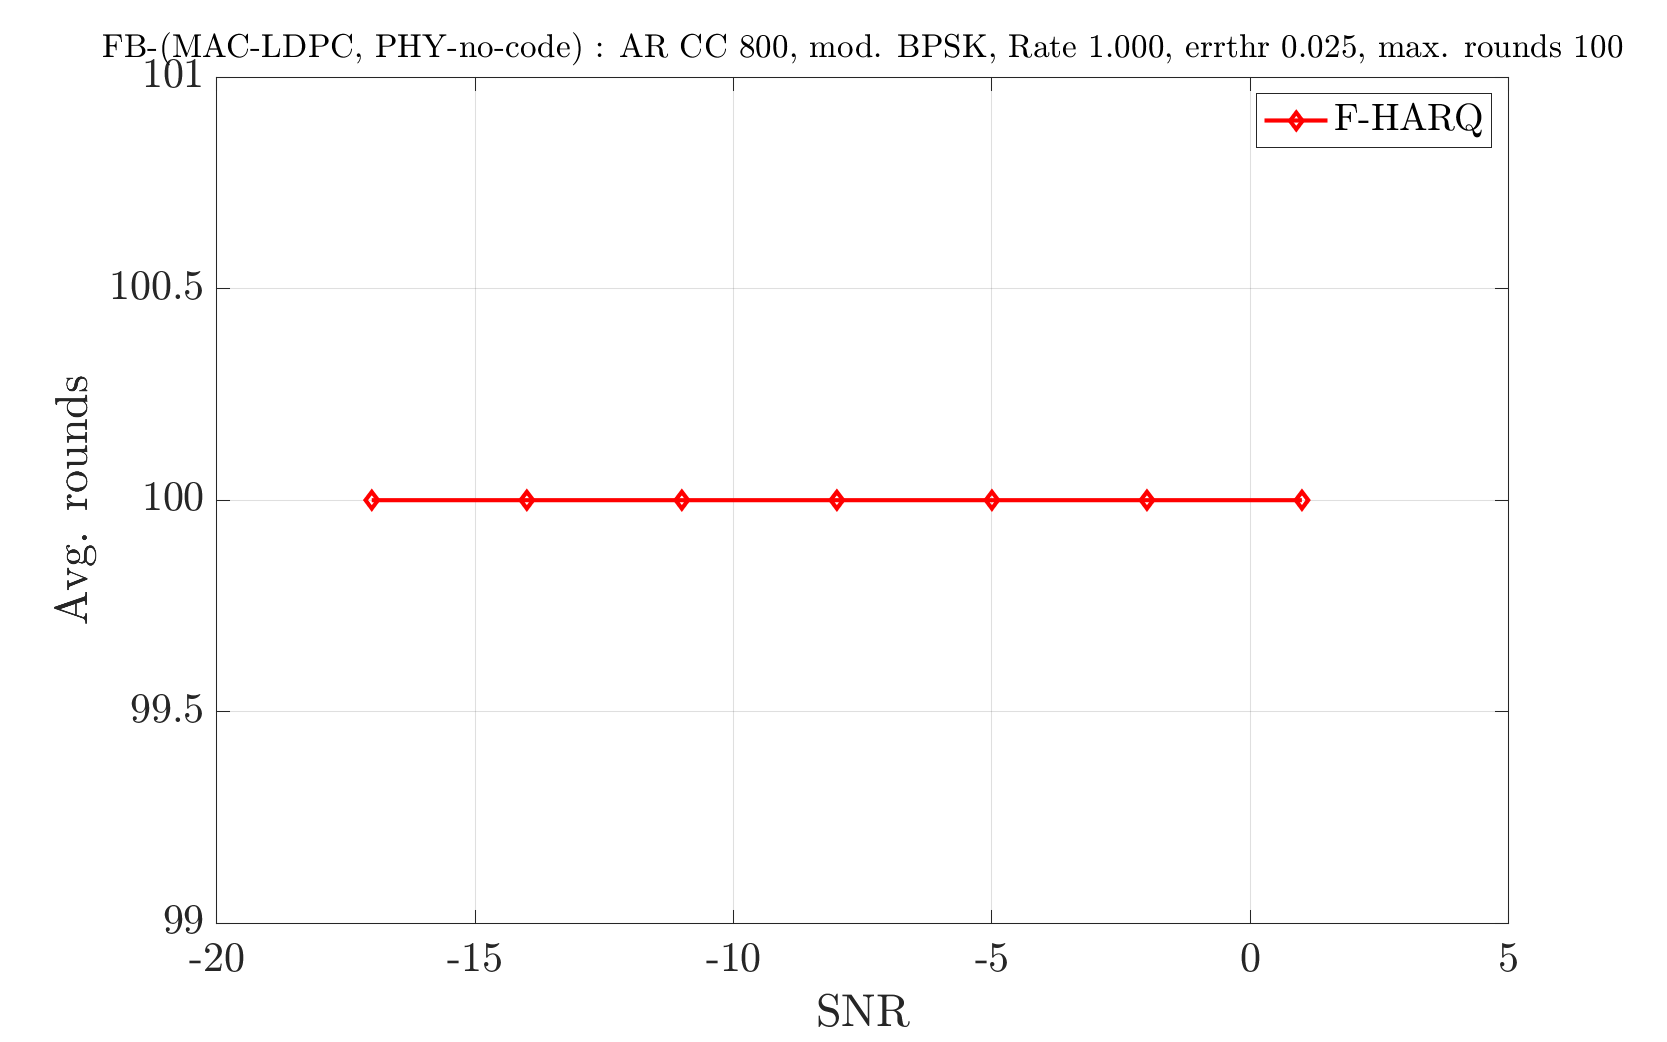 FB-(MAC-LDPC, PHY-no-code) : AR CC 800, mod. BPSK, Rate 1.000, errthr 0.025, max. rounds 100
101
F-HARQ
100.5
100
99.5
99
Avg. rounds
-20 -15 -10 -5 0 5
SNR